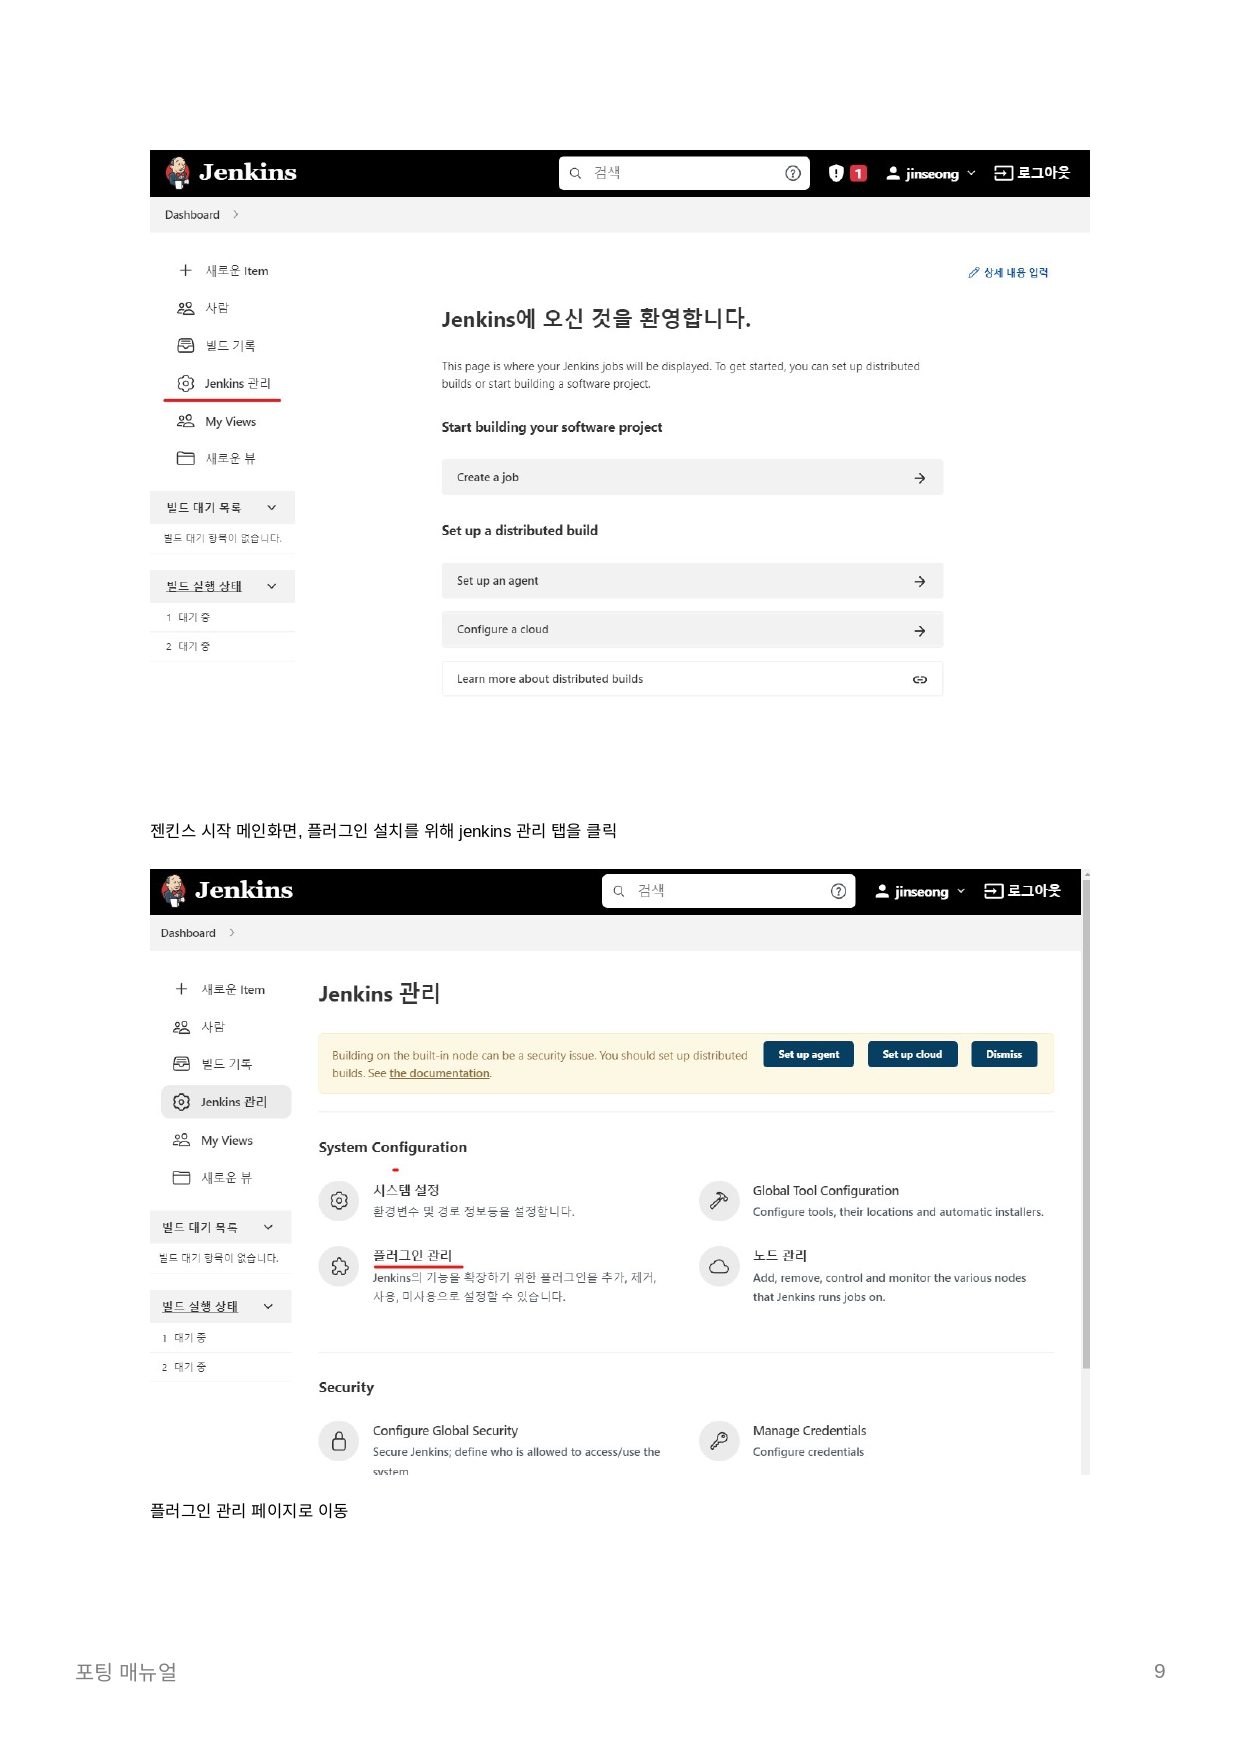 Jenkins
검색
1
jinseong
로그아웃
Dashboard
새로운 Item
사람
빌드 기록
Jenkins 관리
My Views
새로운 뷰
빌드 대기 목록
빌드 대기 항목이 없습니다.
빌드 실행 상태
1 대기 중
2 대기 중
상세 내용 입력
Jenkins에 오신 것을 환영합니다.
This page is where your Jenkins jobs will be displayed. To get started, you can set up distributed
builds or start building a software project.
Start building your software project
Create a job
Set up a distributed build
Set up an agent
Configure a cloud
Learn more about distributed builds
젠킨스 시작 메인화면, 플러그인 설치를 위해 jenkins 관리 탭을 클릭
Jenkins
검색
jinseong
로그아웃
Dashboard
새로운 Item
사람
빌드 기록
Jenkins 관리
My Views
새로운 뷰
빌드 대기 목록
빌드 대기 항목이 없습니다.
빌드 실행 상태
1 대기 중
2 대기 중
Jenkins 관리
Building on the built-in node can be a security issue. You should set up distributed
builds. See the documentation.
Set up agent
Set up cloud
Dismiss
System Configuration
시스템 설정
환경변수 및 경로 정보등을 설정합니다.
Global Tool Configuration
Configure tools, their locations and automatic installers.
플러그인 관리
Jenkins의 기능을 확장하기 위한 플러그인을 추가, 제거,
사용, 미사용으로 설정할 수 있습니다.
노드 관리
Add, remove, control and monitor the various nodes
that Jenkins runs jobs on.
Security
Configure Global Security
Secure Jenkins; define who is allowed to access/use the
system.
Manage Credentials
Configure credentials
플러그인 관리 페이지로 이동
포팅 매뉴얼
9